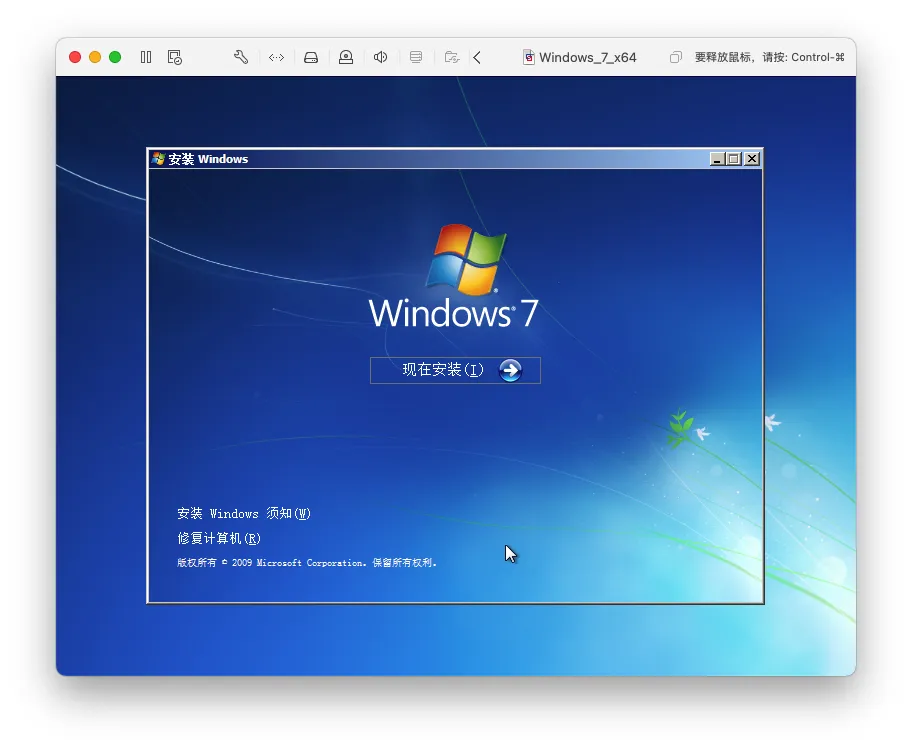 Windows_7_x64
要释放鼠标，请按: Control-⌘
安装 Windows
Windows® 7
现在安装(I)
安装 Windows 须知(W)
修复计算机(R)
版权所有 © 2009 Microsoft Corporation. 保留所有权利。